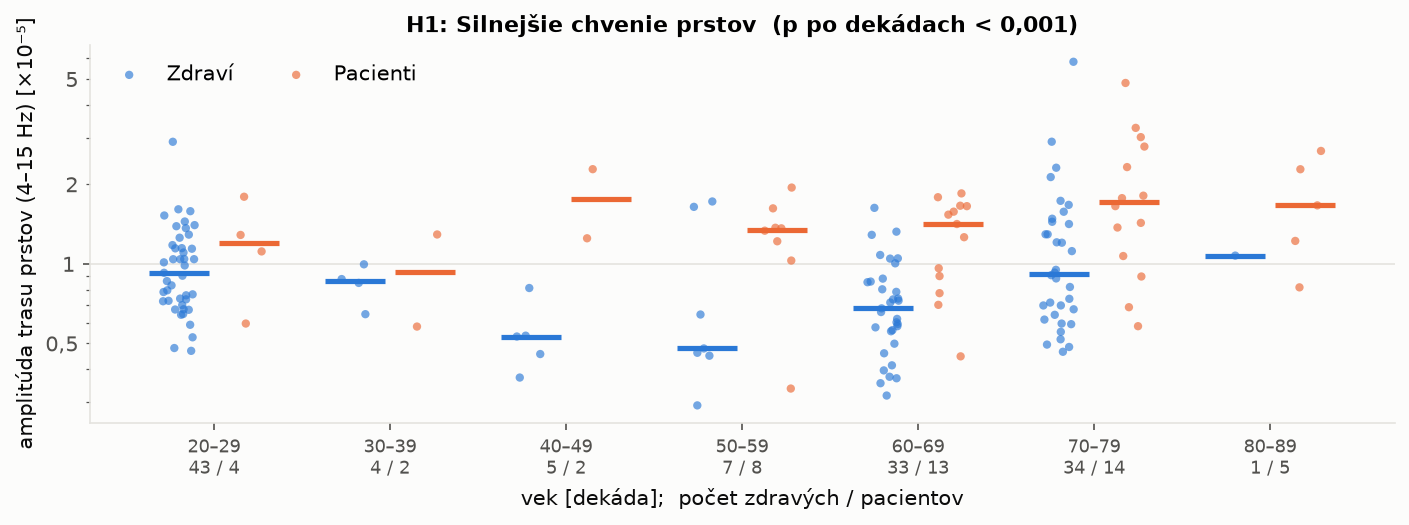 H1: Silnejšie chvenie prstov (p po dekádach < 0,001)
amplitúda trasu prstov (4–15 Hz) [×10⁻⁵]
Zdraví
Pacienti
5
2
1
0,5
20–29 30–39 40–49 50–59 60–69 70–79 80–89
43 / 4 4 / 2 5 / 2 7 / 8 33 / 13 34 / 14 1 / 5
vek [dekáda]; počet zdravých / pacientov